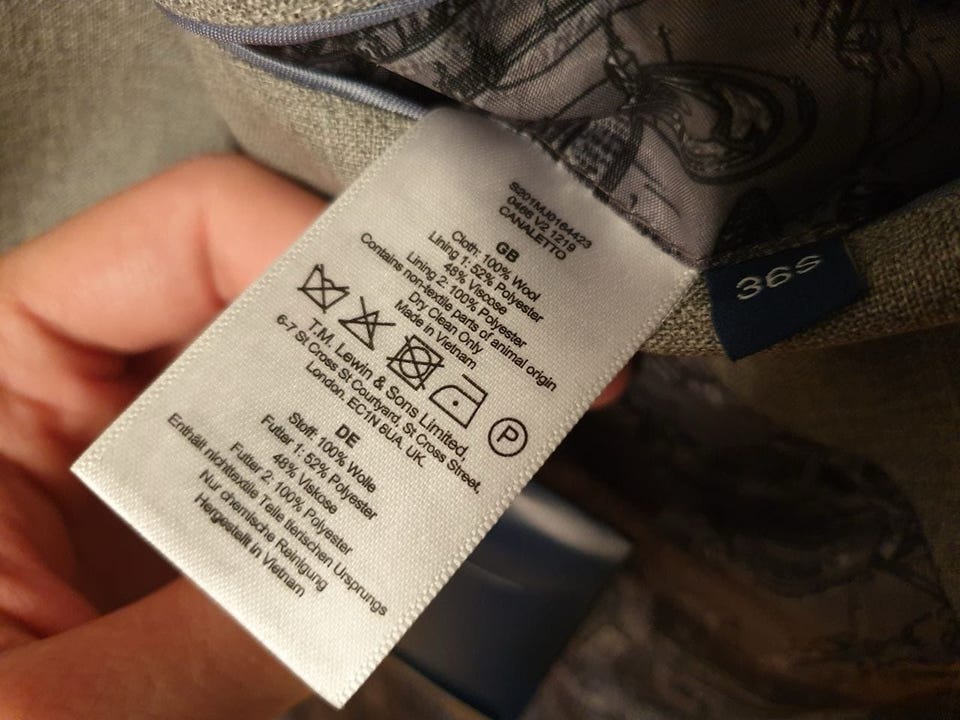 S201MJ0164423
0466 V2 1219
CANALETO
GB
Cloth: 100% Wool
Lining 1: 52% Polyester
48% Viscose
Lining 2: 100% Polyester
Contains non-textile parts of animal origin
Dry Clean Only
Made in Vietnam
P
T.M. Lewin & Sons Limited,
6-7 St Cross St Courtyard, St Cross Street,
London. EC1N 8UA. UK.
DE
Stoff: 100% Wolle
Futter 1: 52% Polyester
48% Viskose
Futter 2: 100% Polyester
Enthält nichtextile Teile tierischen Ursprungs
Nur chemische Reinigung
Hergestellt in Vietnam
36S